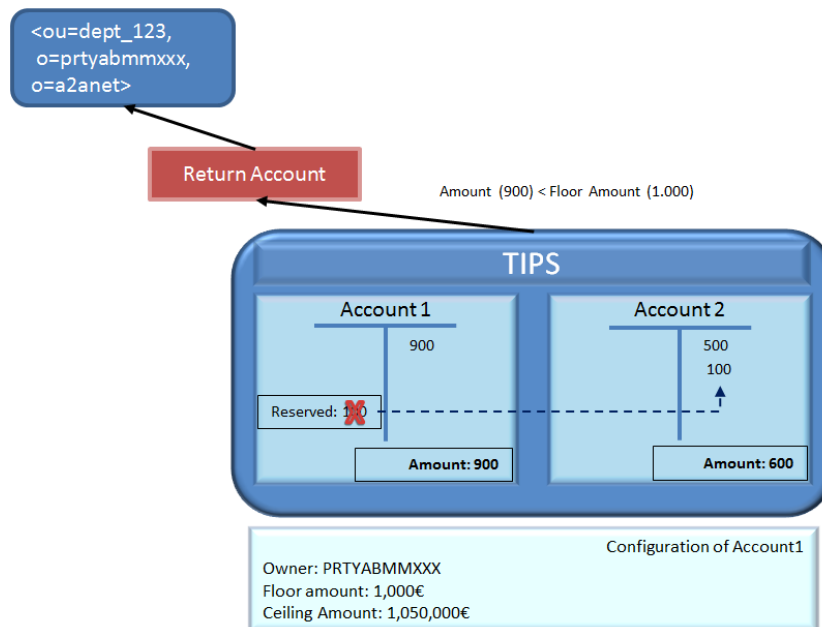 <ou=dept_123,
o=prtyabmmxxx,
o=a2anet>
Return Account
Amount (900) < Floor Amount (1.000)
TIPS
Account 1
900
Reserved:
Amount: 900
Account 2
500
100
Amount: 600
Configuration of Account1
Owner: PRTYABMMXXX
Floor amount: 1,000€
Ceiling Amount: 1,050,000€